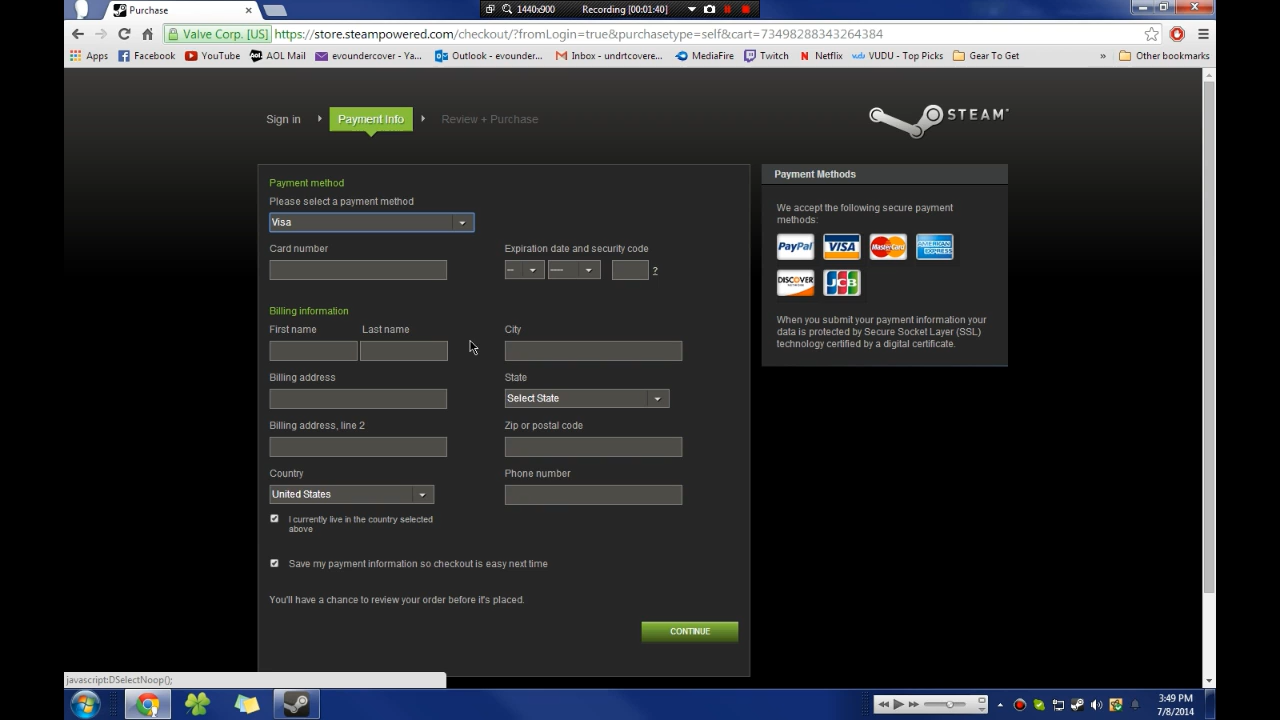 Purchase
1440x900
Recording [00:01:40]
Valve Corp. [US]
https://store.steampowered.com/checkout/?fromLogin=true&purchasetype=self&cart=734988288343264384
Apps
Facebook
YouTube
AOL Mail
evoundercover - Ya...
Outlook - evounder...
Inbox - undrtcovere...
MediaFire
Twitch
Netflix
VUDU - Top Picks
Gear To Get
»
Other bookmarks
Sign in
Payment Info
Review + Purchase
STEAM
Payment method
Please select a payment method
Visa
Card number
Expiration date and security code
--
----
?
Billing information
First name
Last name
City
Billing address
State
Select State
Billing address, line 2
Zip or postal code
Country
Phone number
United States
I currently live in the country selected
above
Save my payment information so checkout is easy next time
You'll have a chance to review your order before it's placed.
CONTINUE
Payment Methods
We accept the following secure payment
methods:
PayPal
VISA
MasterCard
AMERICAN
EXPRESS
DISCOVER
JCB
When you submit your payment information your
data is protected by Secure Socket Layer (SSL)
technology certified by a digital certificate.
javascript:DSelectNoop();
3:49 PM
7/8/2014